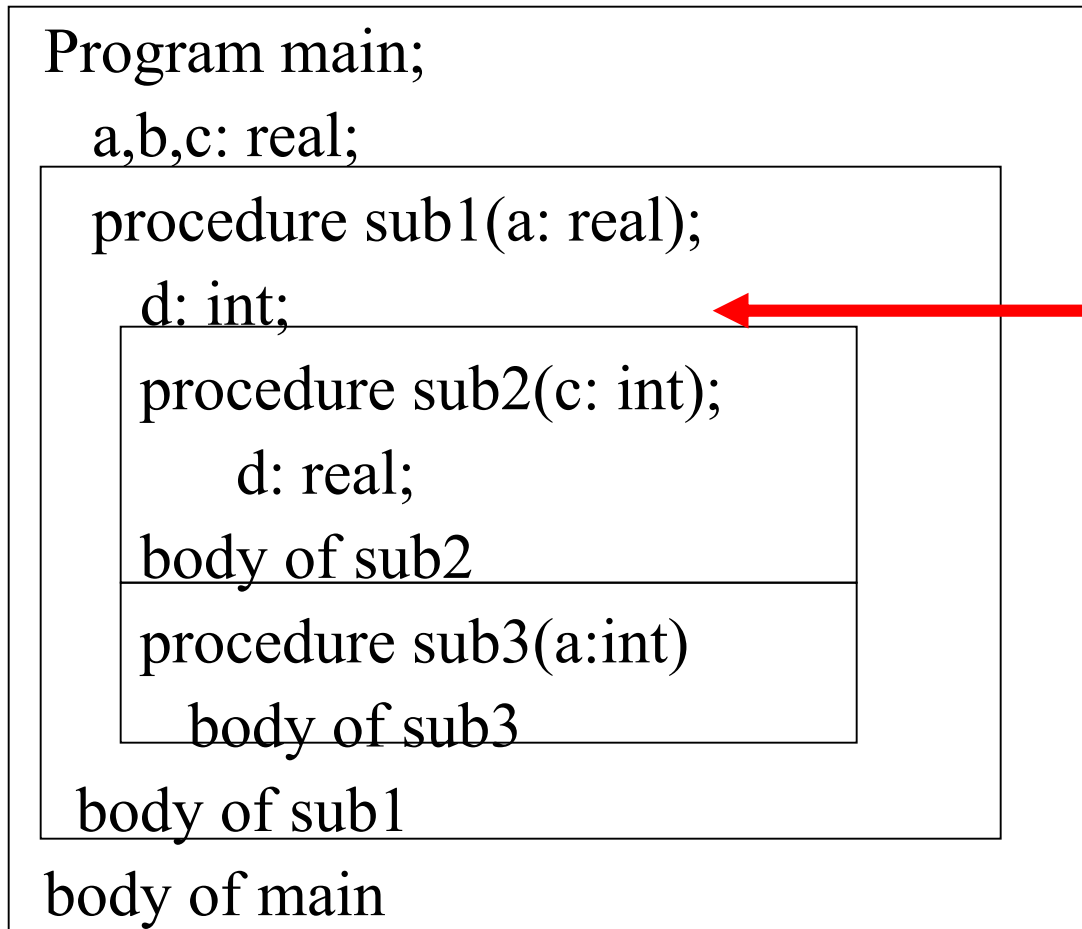 Program main;
a,b,c: real;
procedure sub1(a: real);
d: int;
procedure sub2(c: int);
d: real;
body of sub2
procedure sub3(a:int)
body of sub3
body of sub1
body of main